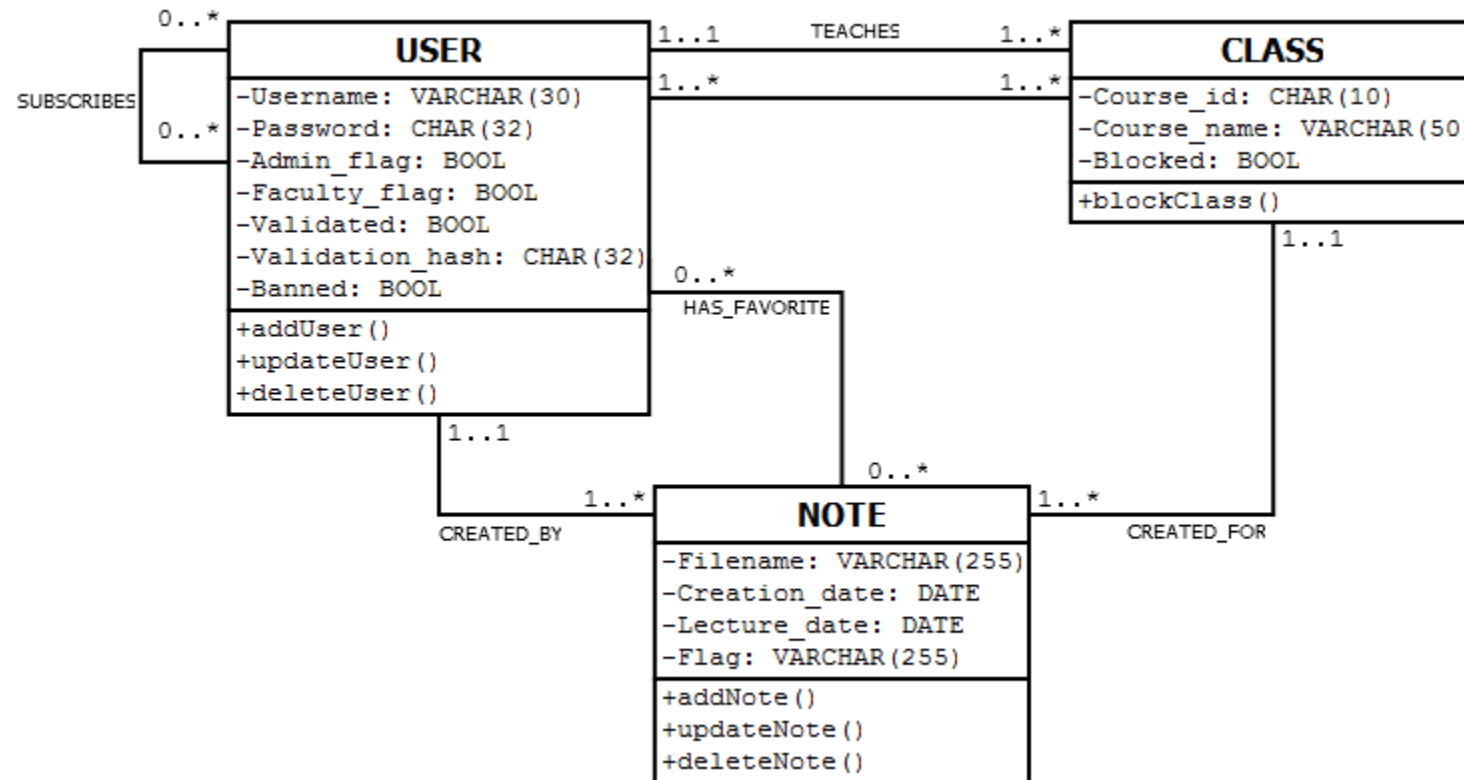 0..*
SUBSCRIBES
0..*
USER
-Username: VARCHAR(30)
-Password: CHAR(32)
-Admin_flag: BOOL
-Faculty_flag: BOOL
-Validated: BOOL
-Validation_hash: CHAR(32)
-Banned: BOOL
+addUser()
+updateUser()
+deleteUser()
1..1 TEACHES 1..*
1..* 1..*
CLASS
-Course_id: CHAR(10)
-Course_name: VARCHAR(50)
-Blocked: BOOL
+blockClass()
0..*
HAS_FAVORITE
0..*
1..1
1..*
CREATED_BY
1..1
1..*
CREATED_FOR
NOTE
-Filename: VARCHAR(255)
-Creation_date: DATE
-Lecture_date: DATE
-Flag: VARCHAR(255)
+addNote()
+updateNote()
+deleteNote()